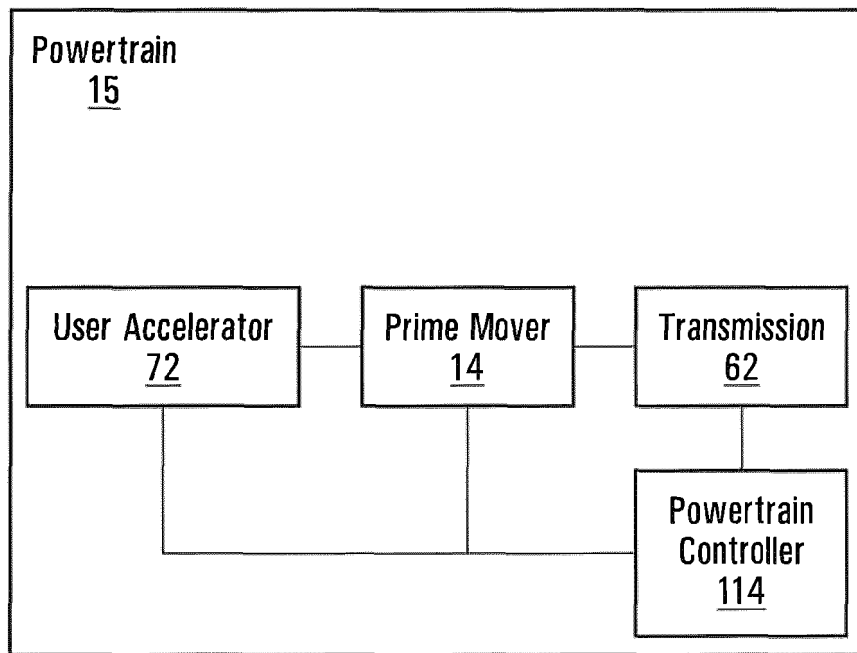 Powertrain
15
User Accelerator
72
Prime Mover
14
Transmission
62
Powertrain
Controller
114